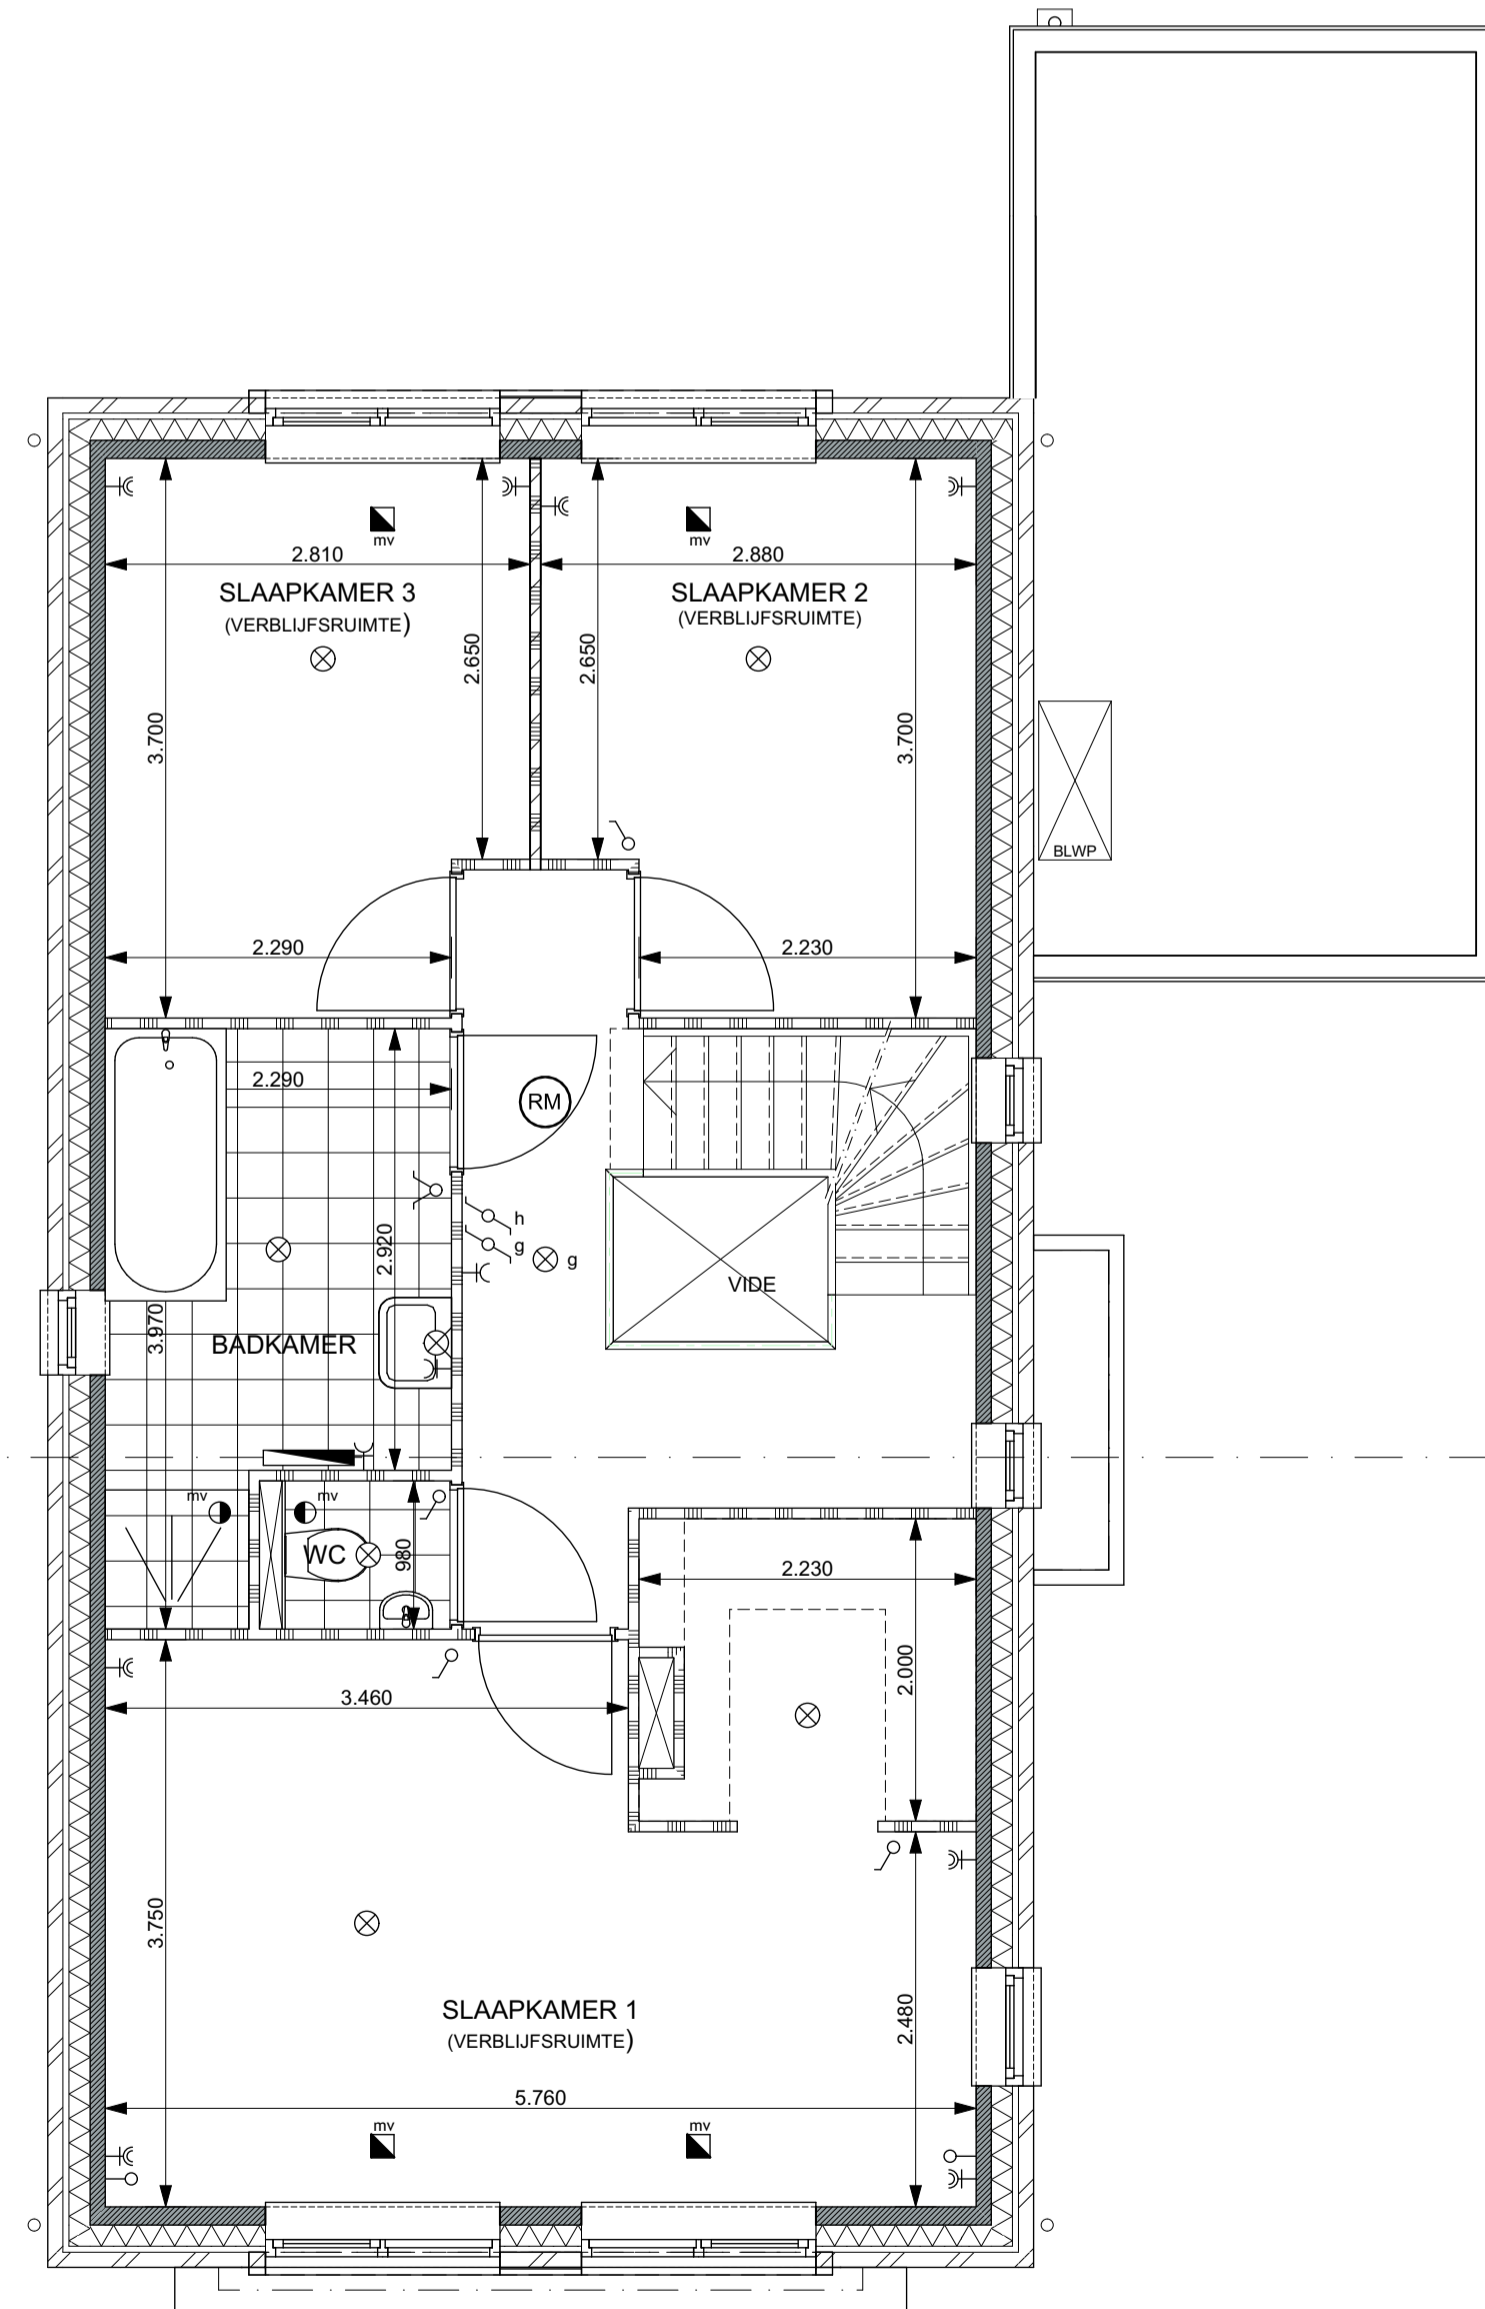 mv
mv
2.810
2.880
SLAAPKAMER 3
(VERBLIJFSRUIMTE)
SLAAPKAMER 2
(VERBLIJFSRUIMTE)
2.650
2.650
3.700
3.700
BLWP
2.290
2.230
2.290
RM
h
g
g
2.920
VIDE
3.970
BADKAMER
mv
mv
WC
980
2.230
2.000
3.460
3.750
SLAAPKAMER 1
(VERBLIJFSRUIMTE)
2.480
5.760
mv
mv